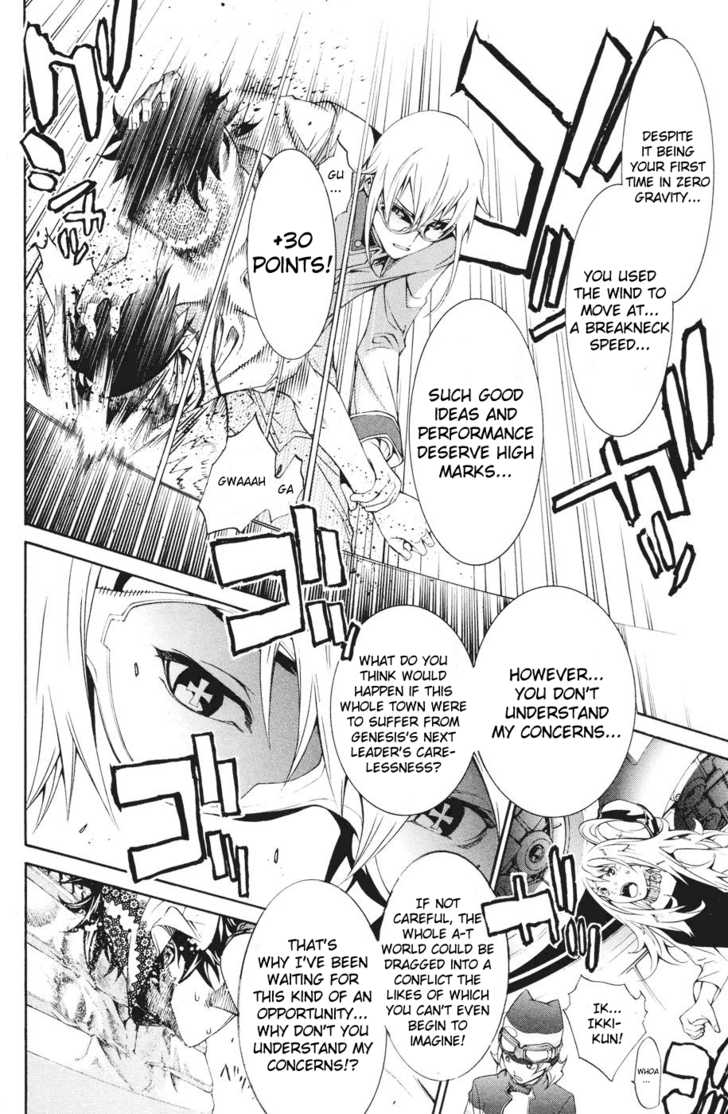 DESPITE
IT BEING
YOUR FIRST
TIME IN ZERO
GRAVITY...
YOU USED
THE WIND TO
MOVE AT...
A BREAKNECK
SPEED...
GU
...
+30
POINTS!
SUCH GOOD
IDEAS AND
PERFORMANCE
DESERVE HIGH
MARKS...
GWAAAH
GA
HOWEVER...
YOU DON'T
UNDERSTAND
MY CONCERNS...
WHAT DO YOU
THINK WOULD
HAPPEN IF THIS
WHOLE TOWN WERE
TO SUFFER FROM
GENESIS'S NEXT
LEADER'S CARE-
LESSNESS?
IK...
IKKI-
KUN!
WHOA
...
IF NOT
CAREFUL, THE
WHOLE A-T
WORLD COULD BE
DRAGGED INTO A
CONFLICT THE
LIKES OF WHICH
YOU CAN'T EVEN
BEGIN TO
IMAGINE!
THAT'S
WHY I'VE BEEN
WAITING FOR
THIS KIND OF AN
OPPORTUNITY...
WHY DON'T YOU
UNDERSTAND MY
CONCERNS!?